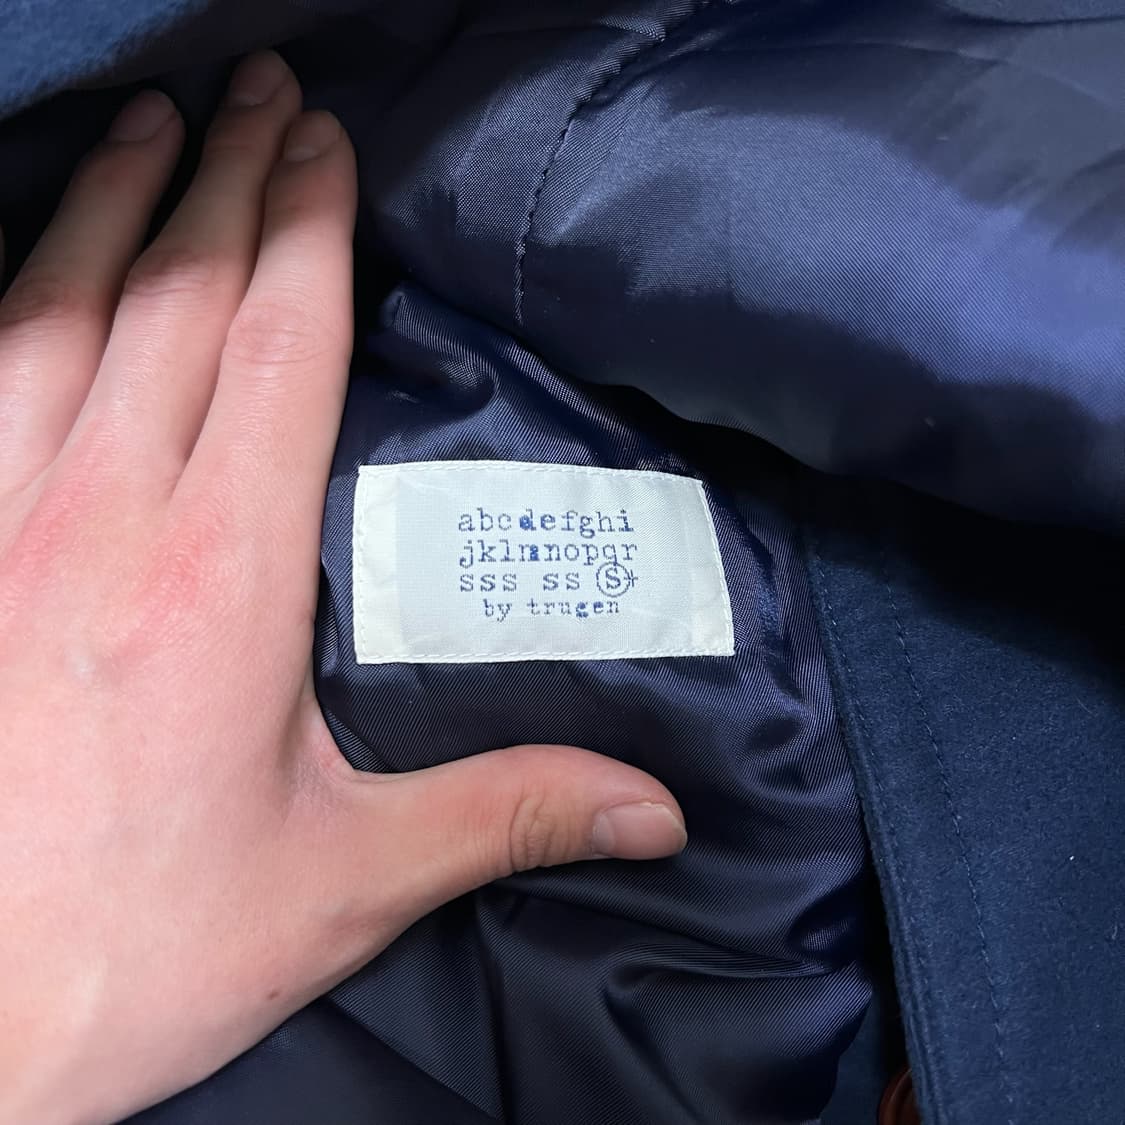 abcdefghi
jklmnopqr
sss ss S*
by trugen